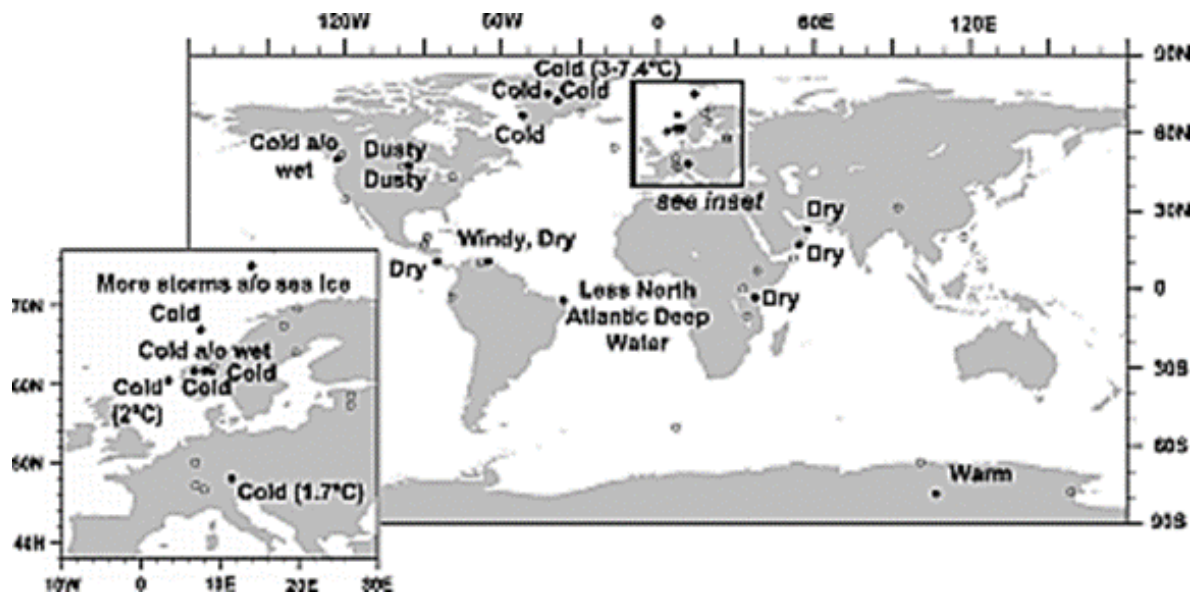 120W 60W 0 60E 120E
90N
Cold (3-7.4°C)
Cold Cold
Cold
60N
Cold a/o
wet
Dusty
Dusty
see inset
30N
Dry
Dry
Windy, Dry
Dry
0
Dry
Less North
Atlantic Deep
Water
30S
60S
Warm
90S
More storms a/o sea ice
70N
Cold
Cold a/o wet
Cold
Cold
Cold
(2°C)
60N
50N
Cold (1.7°C)
44N
10W 0 10E 20E 30E